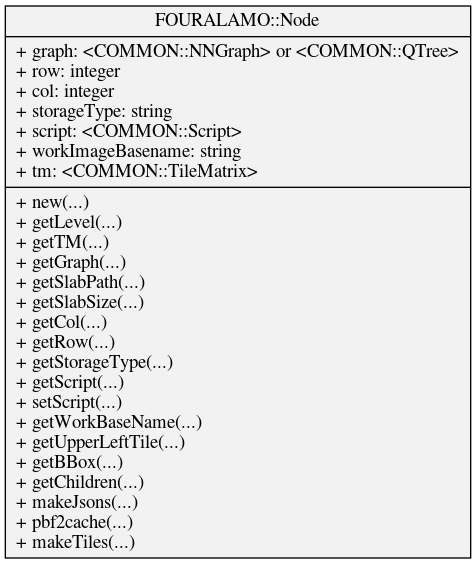 FOURALAMO::Node
+ graph: <COMMON::NNGraph> or <COMMON::QTree>
+ row: integer
+ col: integer
+ storageType: string
+ script: <COMMON::Script>
+ workImageBasename: string
+ tm: <COMMON::TileMatrix>
+ new(...)
+ getLevel(...)
+ getTM(...)
+ getGraph(...)
+ getSlabPath(...)
+ getSlabSize(...)
+ getCol(...)
+ getRow(...)
+ getStorageType(...)
+ getScript(...)
+ setScript(...)
+ getWorkBaseName(...)
+ getUpperLeftTile(...)
+ getBBox(...)
+ getChildren(...)
+ makeJsons(...)
+ pbf2cache(...)
+ makeTiles(...)